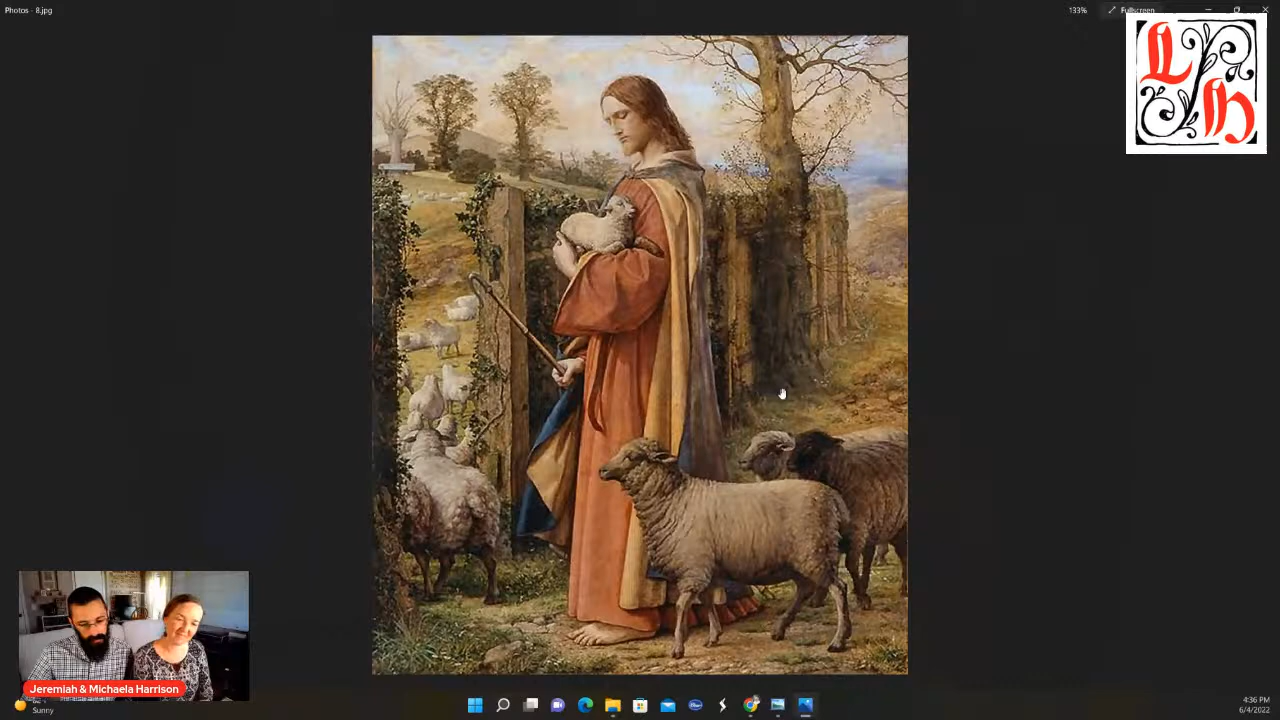 Photos - 8.jpg
133%
Fullscreen
L H
Jeremiah & Michaela Harrison
Sunny
4:36 PM
6/4/2022